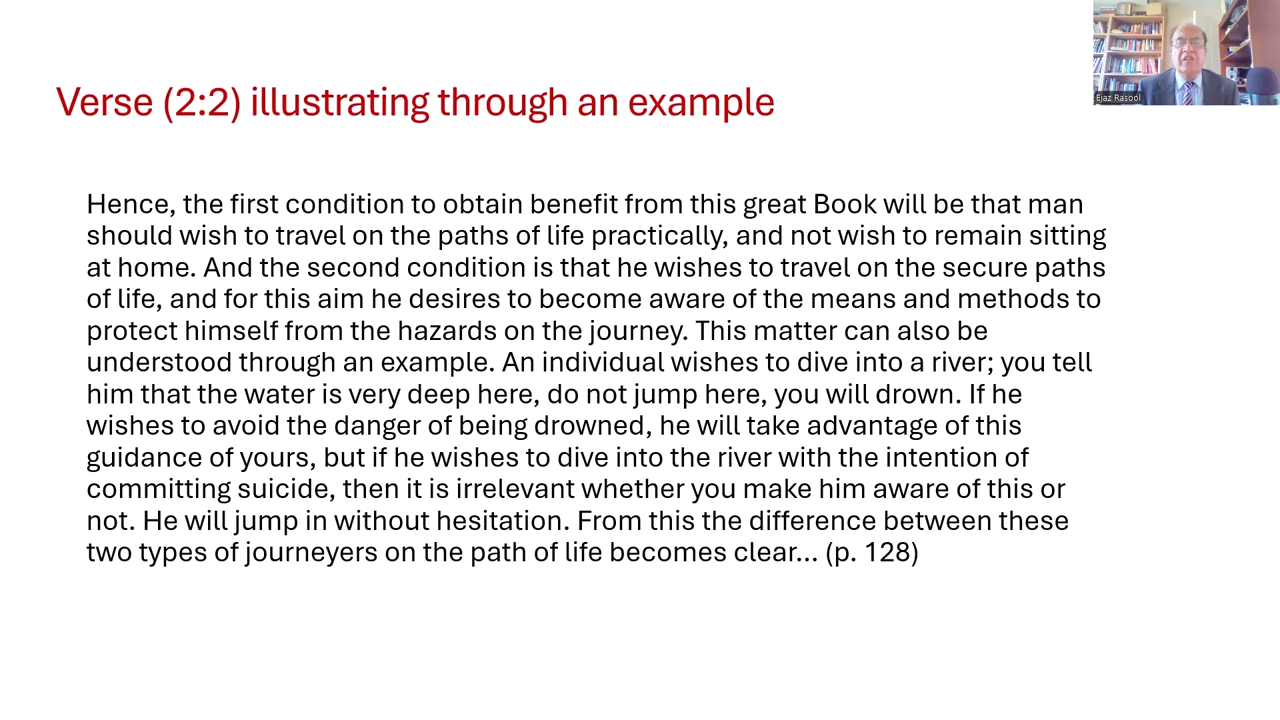 Verse (2:2) illustrating through an example
Ejaz Rasool
Hence, the first condition to obtain benefit from this great Book will be that man
should wish to travel on the paths of life practically, and not wish to remain sitting
at home. And the second condition is that he wishes to travel on the secure paths
of life, and for this aim he desires to become aware of the means and methods to
protect himself from the hazards on the journey. This matter can also be
understood through an example. An individual wishes to dive into a river; you tell
him that the water is very deep here, do not jump here, you will drown. If he
wishes to avoid the danger of being drowned, he will take advantage of this
guidance of yours, but if he wishes to dive into the river with the intention of
committing suicide, then it is irrelevant whether you make him aware of this or
not. He will jump in without hesitation. From this the difference between these
two types of journeyers on the path of life becomes clear... (p. 128)